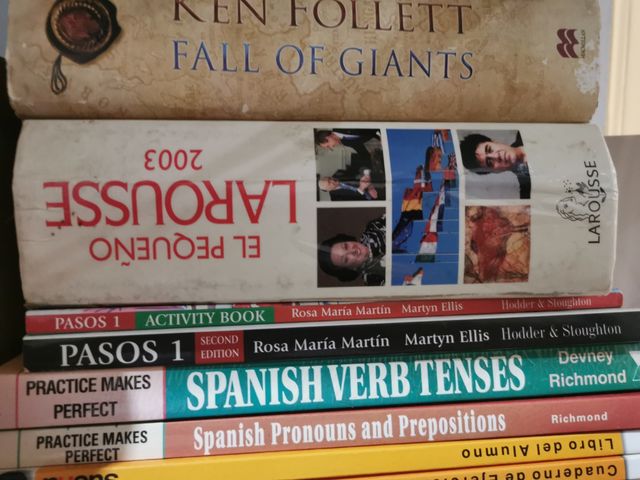 KEN FOLLETT
FALL OF GIANTS
EL PEQUEÑO
LAROUSSE
2003
LAROUSSE
PASOS 1 ACTIVITY BOOK Rosa María Martín Martyn Ellis Hodder & Stoughton
PASOS 1 SECOND EDITION Rosa María Martín Martyn Ellis Hodder & Stoughton
PRACTICE MAKES PERFECT SPANISH VERB TENSES Devney Richmond
PRACTICE MAKES PERFECT Spanish Pronouns and Prepositions Richmond
Libro del Alumno